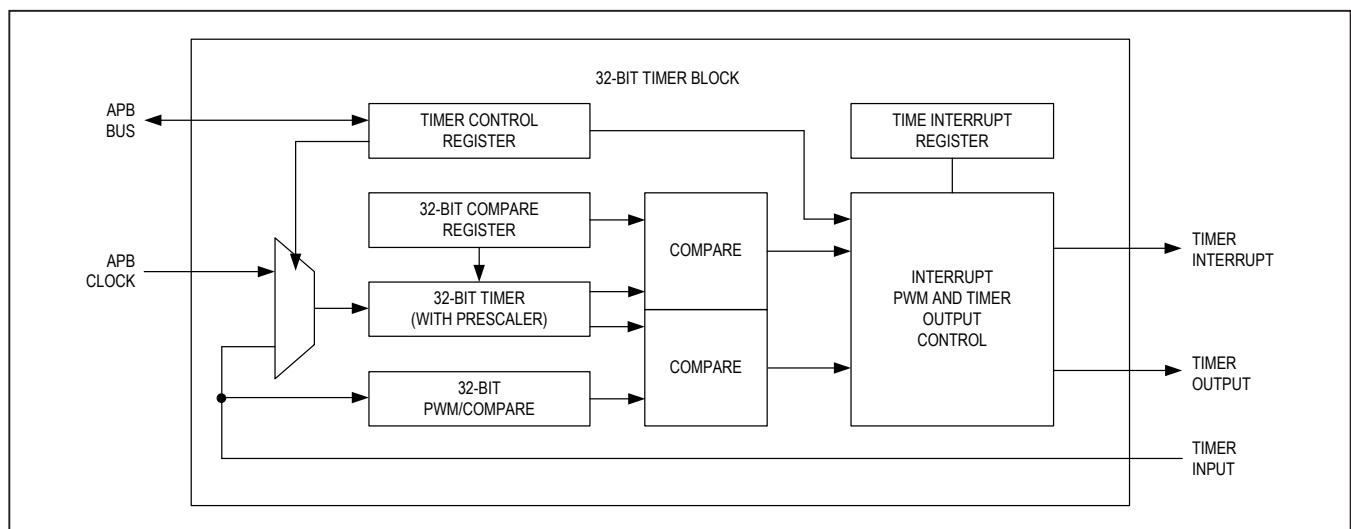 32-BIT TIMER BLOCK
APB
BUS
TIMER CONTROL
REGISTER
TIME INTERRUPT
REGISTER
32-BIT COMPARE
REGISTER
COMPARE
APB
CLOCK
32-BIT TIMER
(WITH PRESCALER)
INTERRUPT
PWM AND TIMER
OUTPUT
CONTROL
TIMER
INTERRUPT
COMPARE
32-BIT
PWM/COMPARE
TIMER
OUTPUT
TIMER
INPUT